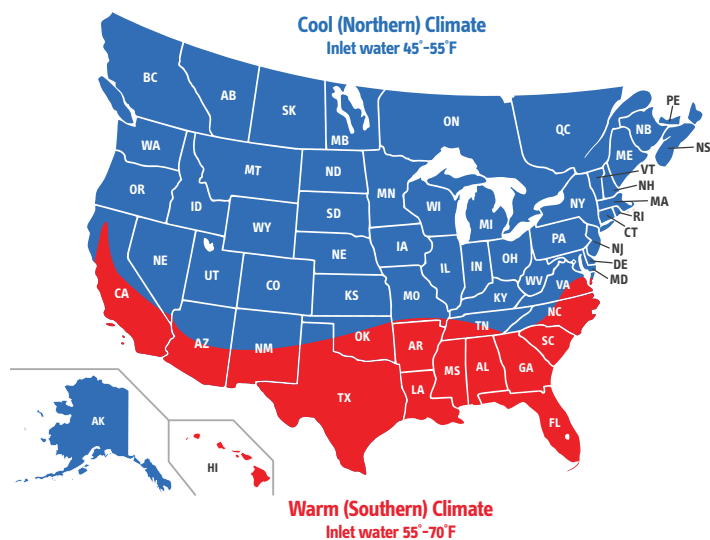 Cool (Northern) Climate
Inlet water 45°-55°F
BC
AB
SK
MB
ON
QC
PE
NB
NS
WA
MT
ND
MN
ME
VT
NH
MA
RI
CT
OR
ID
WY
SD
WI
MI
NY
NE
UT
CO
NE
IA
IL
IN
OH
PA
NJ
DE
MD
CA
KS
MO
KY
WV
VA
AZ
NM
OK
AR
TN
NC
SC
TX
LA
MS
AL
GA
FL
AK
HI
Warm (Southern) Climate
Inlet water 55°-70°F